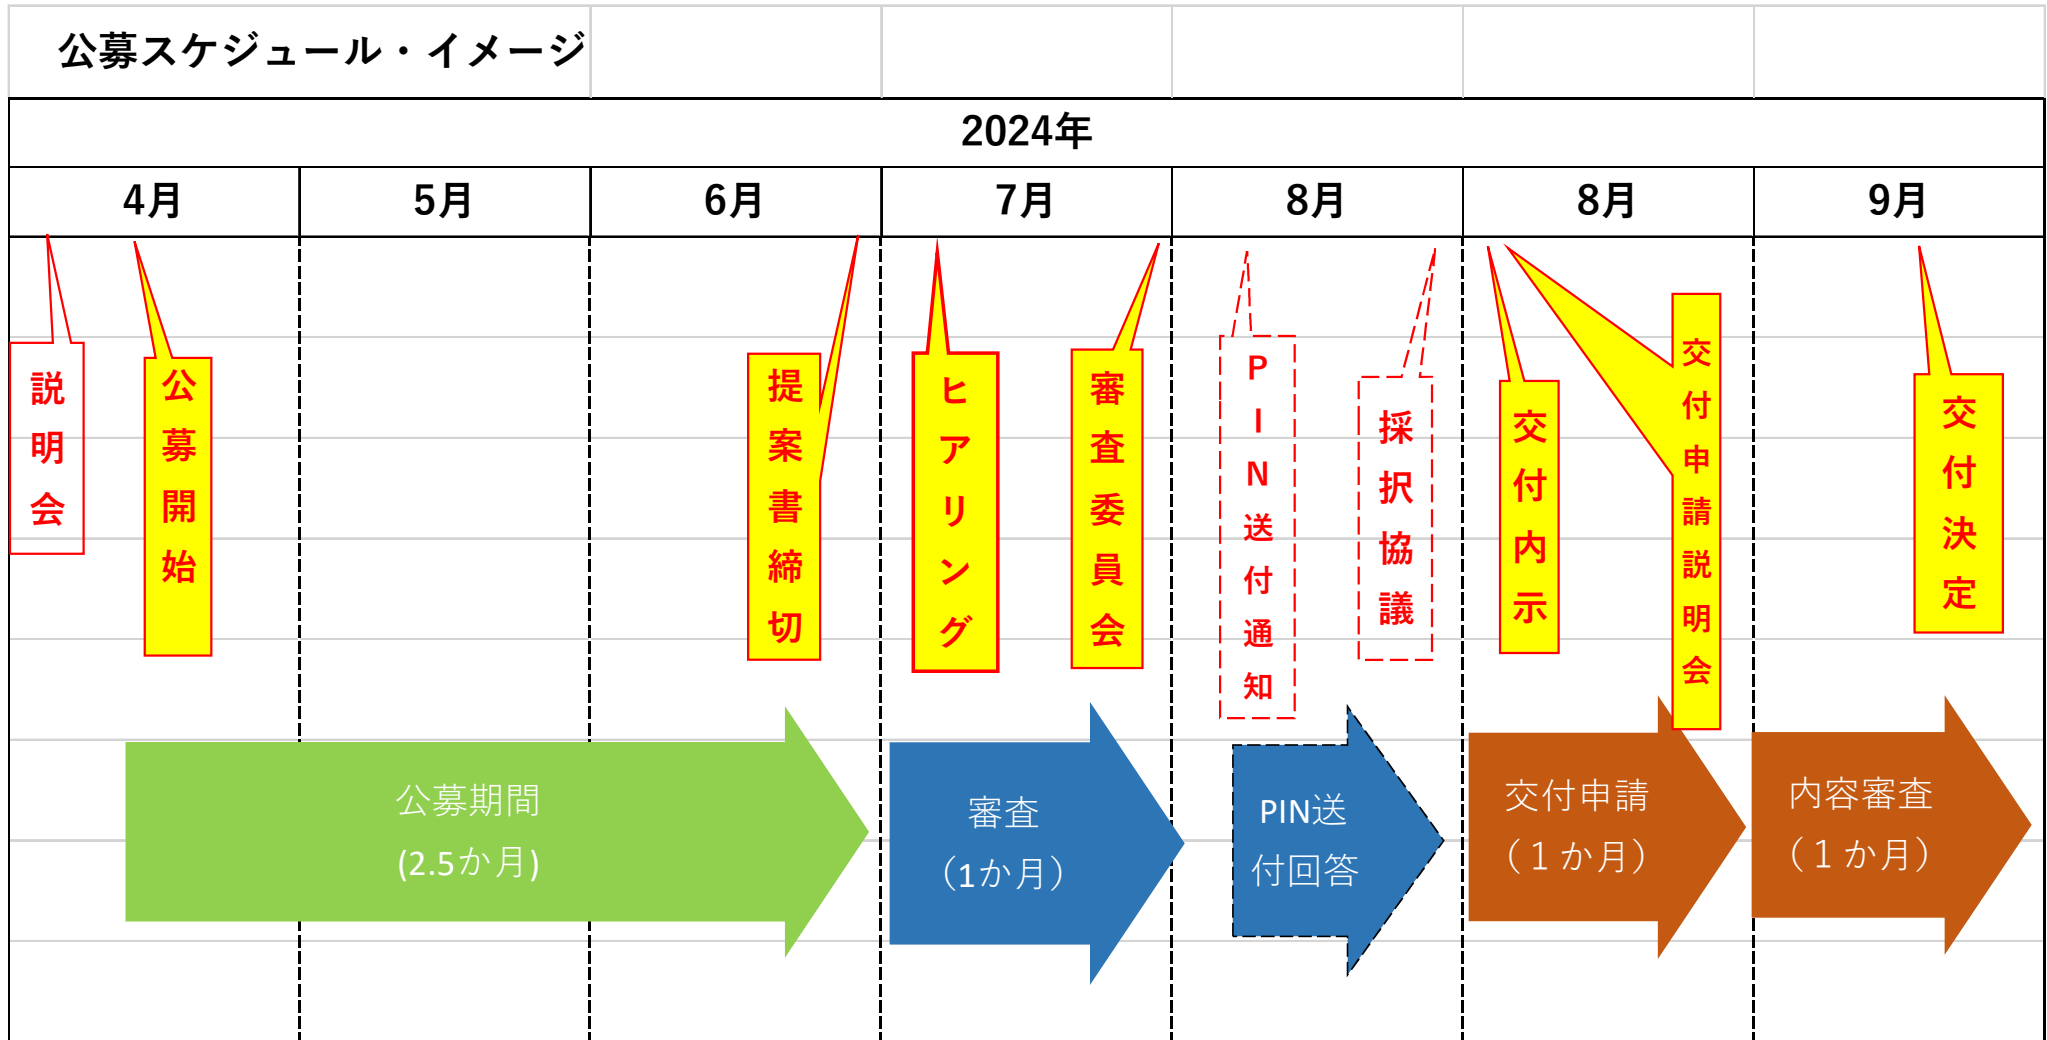 公募スケジュール・イメージ
2024年
4月
5月
6月
7月
8月
8月
9月
説明会
公募開始
提案書締切
ヒアリング
審査委員会
PIN送付通知
採択協議
交付内示
交付申請説明会
交付決定
公募期間
(2.5か月)
審査
（1か月）
PIN送
付回答
交付申請
（１か月）
内容審査
（１か月）